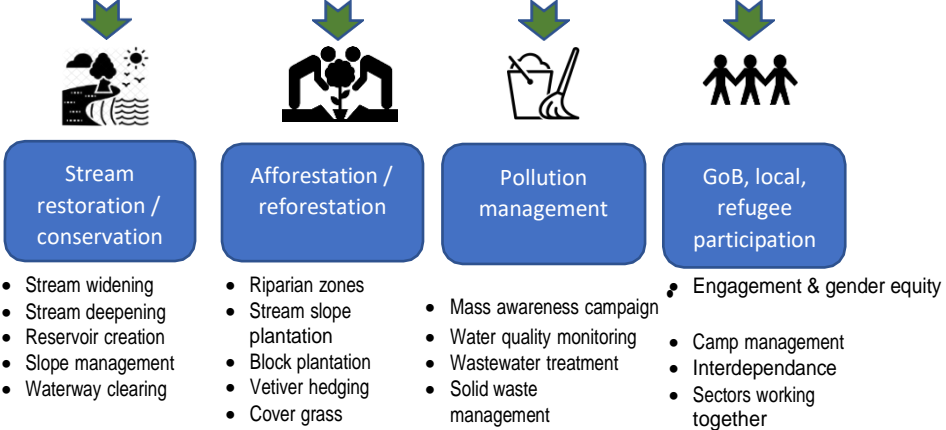 Stream
restoration /
conservation
• Stream widening
• Stream deepening
• Reservoir creation
• Slope management
• Waterway clearing
Afforestation /
reforestation
• Riparian zones
• Stream slope
plantation
• Block plantation
• Vetiver hedging
• Cover grass
Pollution
management
• Mass awareness campaign
• Water quality monitoring
• Wastewater treatment
• Solid waste
management
GoB, local,
refugee
participation
• Engagement & gender equity
• Camp management
• Interdependance
• Sectors working
together